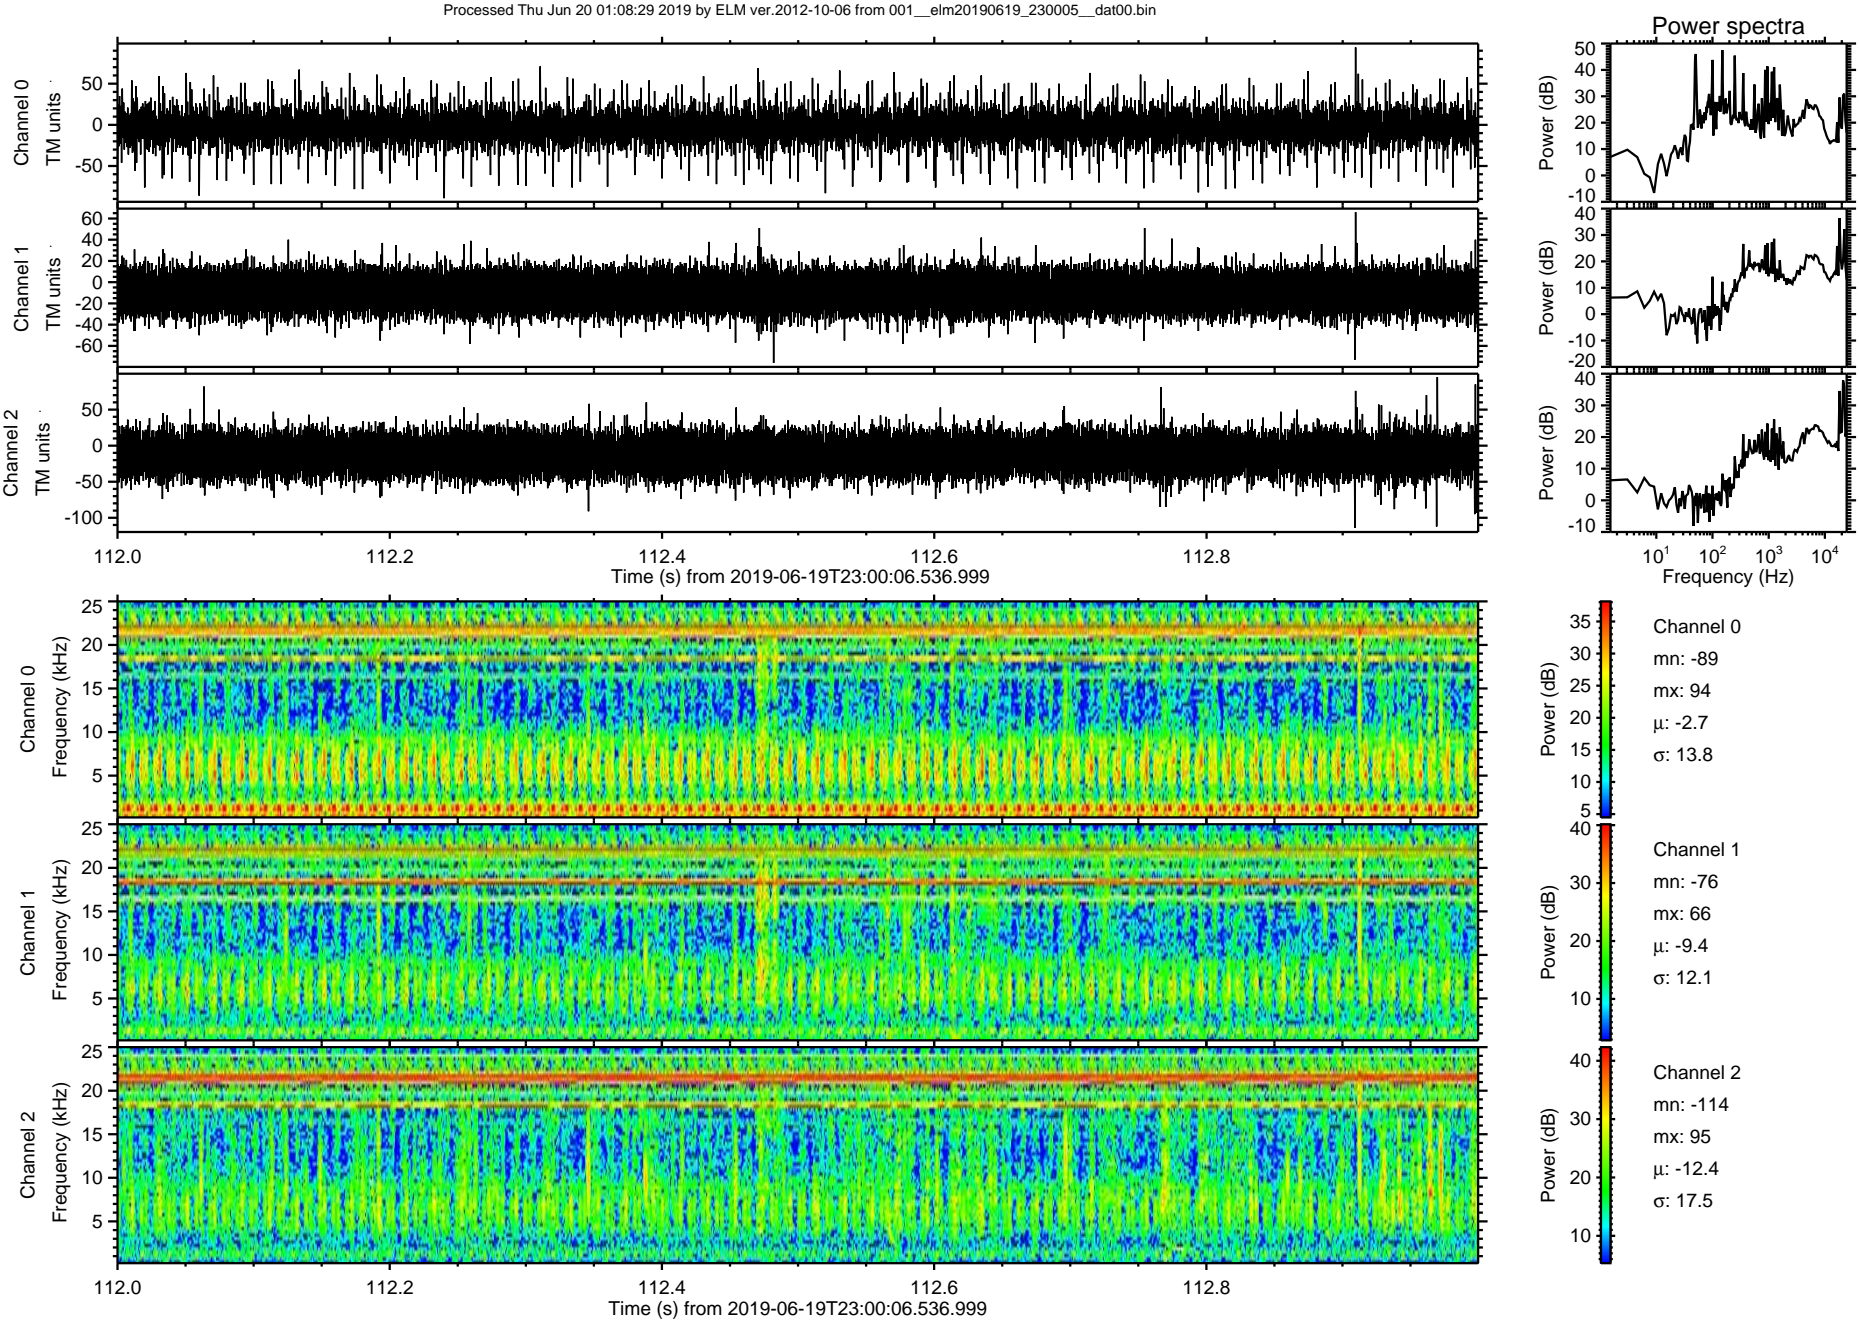 Processed Thu Jun 20 01:08:29 2019 by ELM ver.2012-10-06 from 001__elm20190619_230005__dat00.bin
Power spectra
Channel 0
TM units
50
0
-50
Power (dB)
50
40
30
20
10
0
-10
Channel 1
TM units
60
40
20
0
-20
-40
-60
Power (dB)
40
30
20
10
0
-10
-20
Channel 2
TM units
50
0
-50
-100
Power (dB)
40
30
20
10
0
-10
112.0 112.2 112.4 112.6 112.8
Time (s) from 2019-06-19T23:00:06.536.999
10¹ 10² 10³ 10⁴
Frequency (Hz)
Channel 0
Frequency (kHz)
25
20
15
10
5
Power (dB)
35
30
25
20
15
10
5
Channel 0
mn: -89
mx: 94
μ: -2.7
σ: 13.8
Channel 1
Frequency (kHz)
25
20
15
10
5
Power (dB)
40
30
20
10
Channel 1
mn: -76
mx: 66
μ: -9.4
σ: 12.1
Channel 2
Frequency (kHz)
25
20
15
10
5
Power (dB)
40
30
20
10
Channel 2
mn: -114
mx: 95
μ: -12.4
σ: 17.5
112.0 112.2 112.4 112.6 112.8
Time (s) from 2019-06-19T23:00:06.536.999